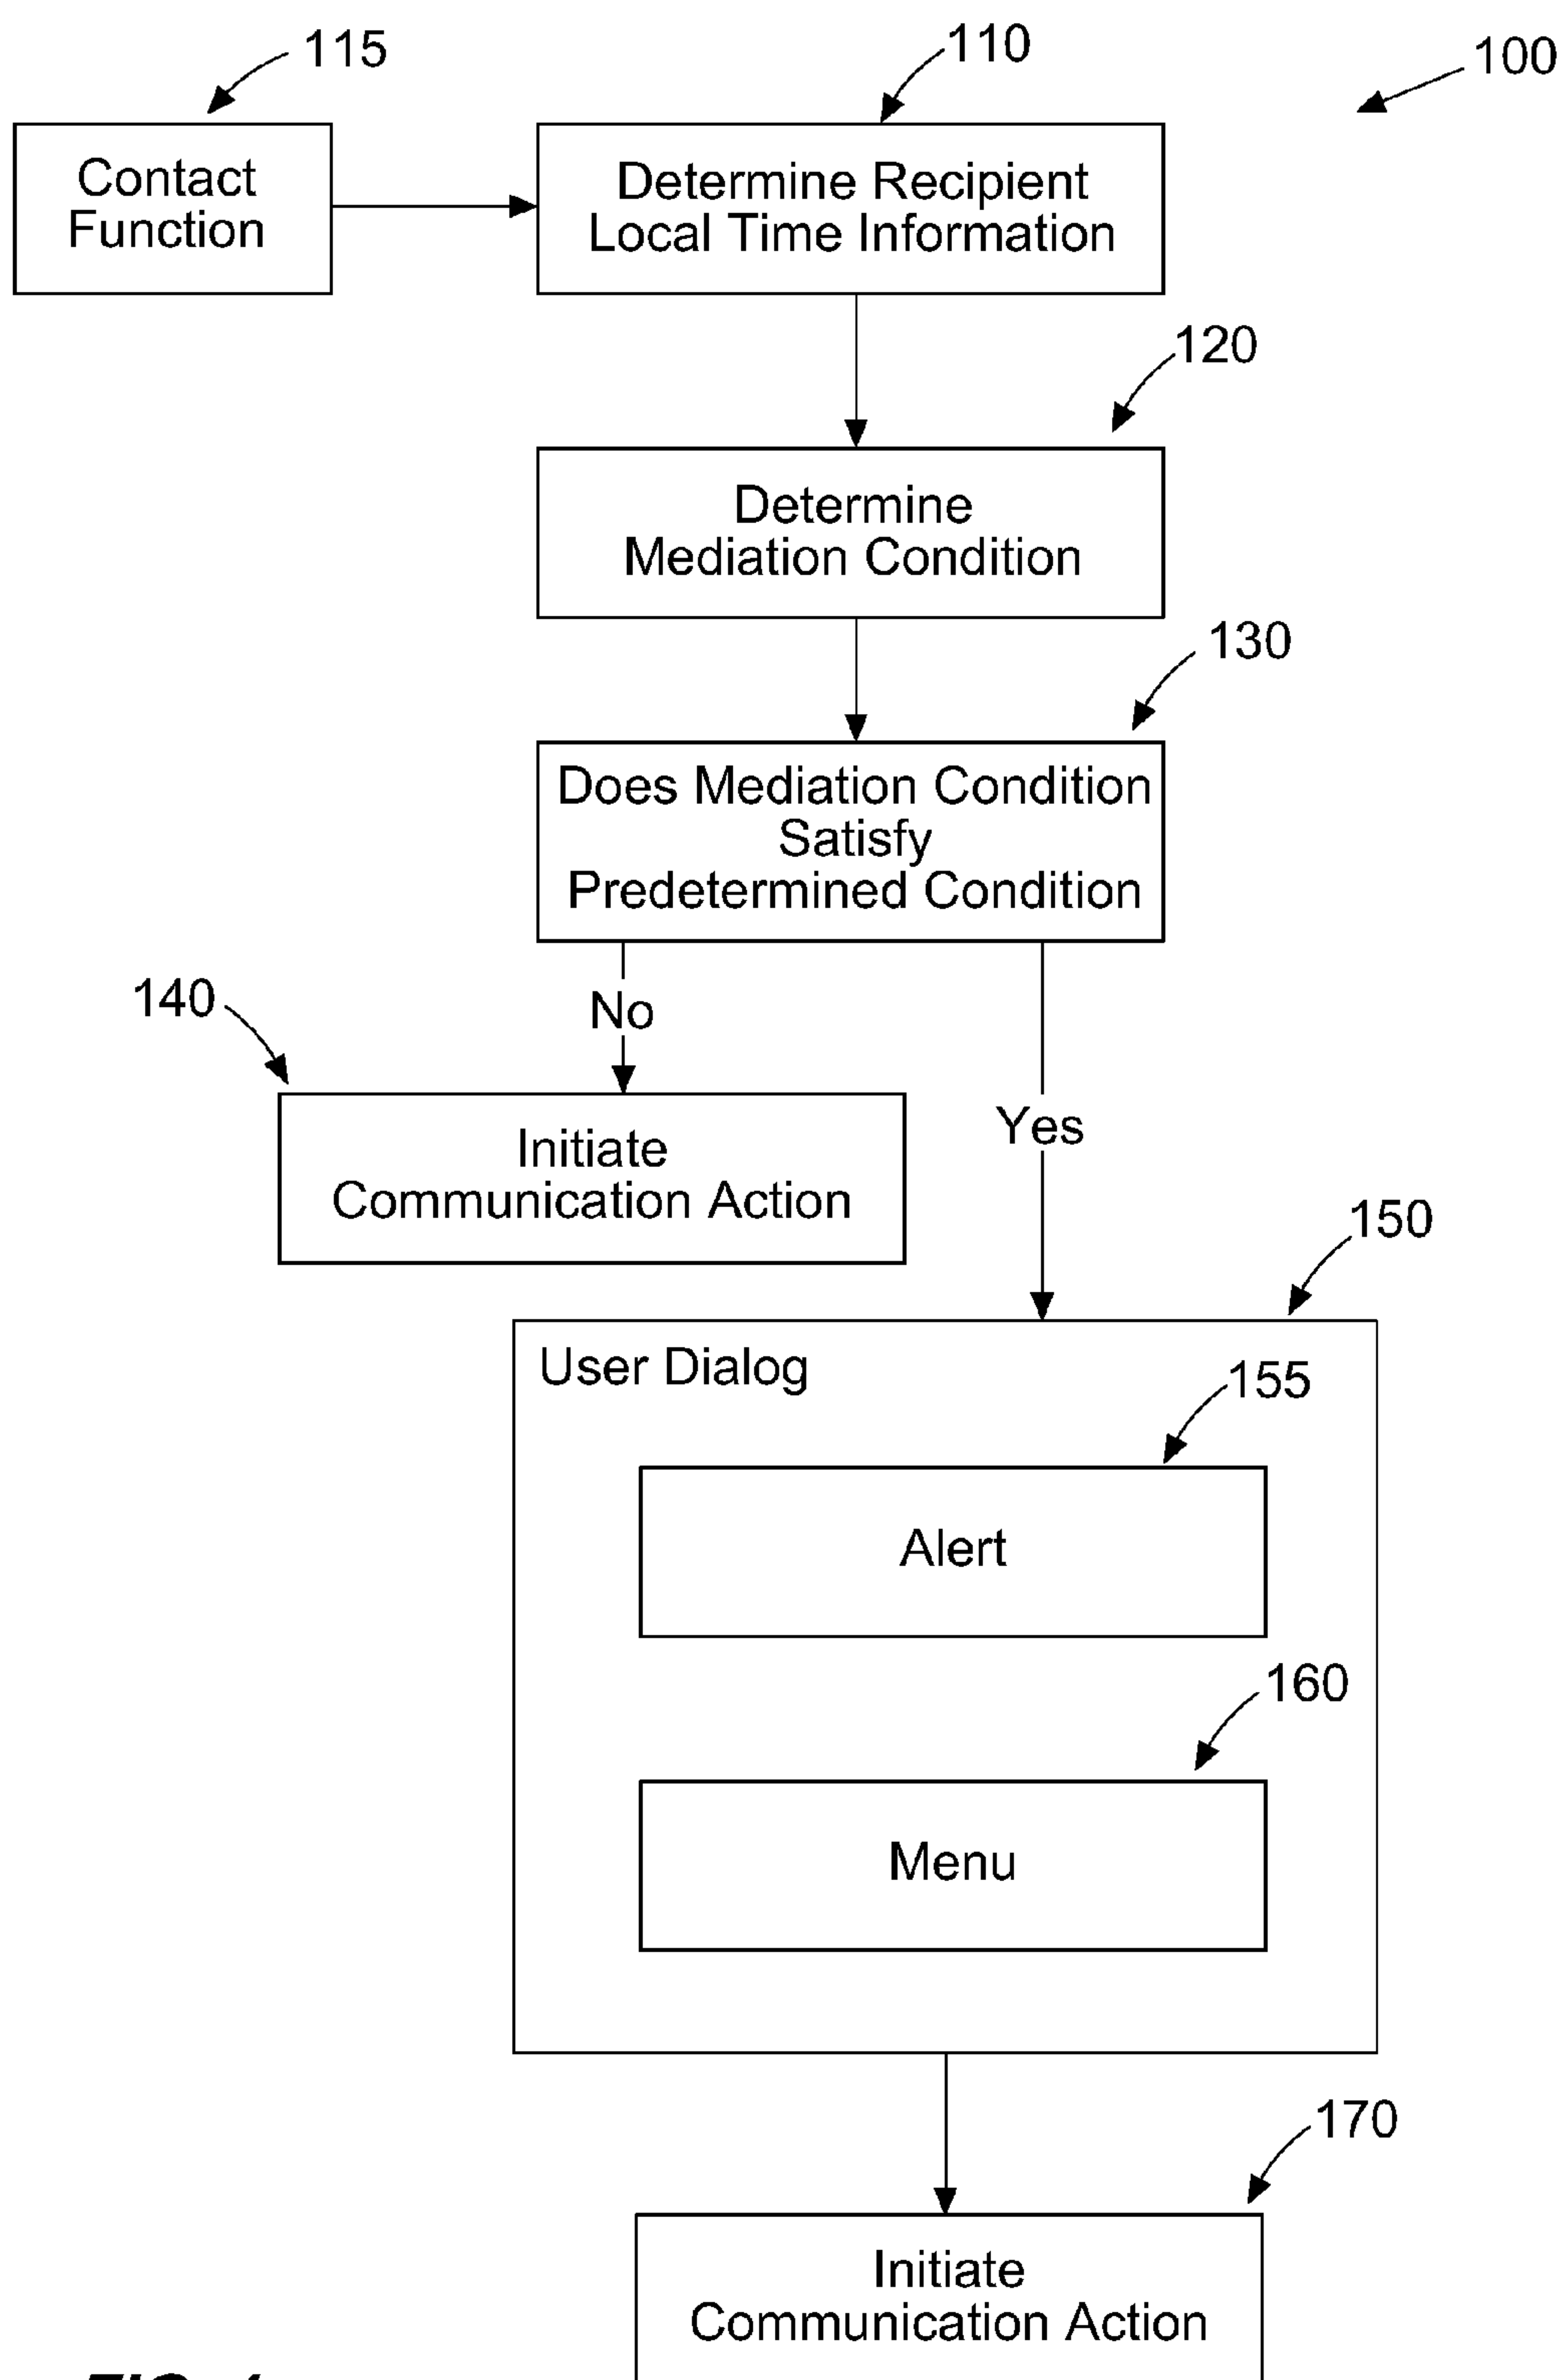 115
110
100
Contact
Function
Determine Recipient
Local Time Information
120
Determine
Mediation Condition
130
Does Mediation Condition
Satisfy
Predetermined Condition
140
No
Yes
Initiate
Communication Action
150
User Dialog
155
Alert
160
Menu
170
Initiate
Communication Action